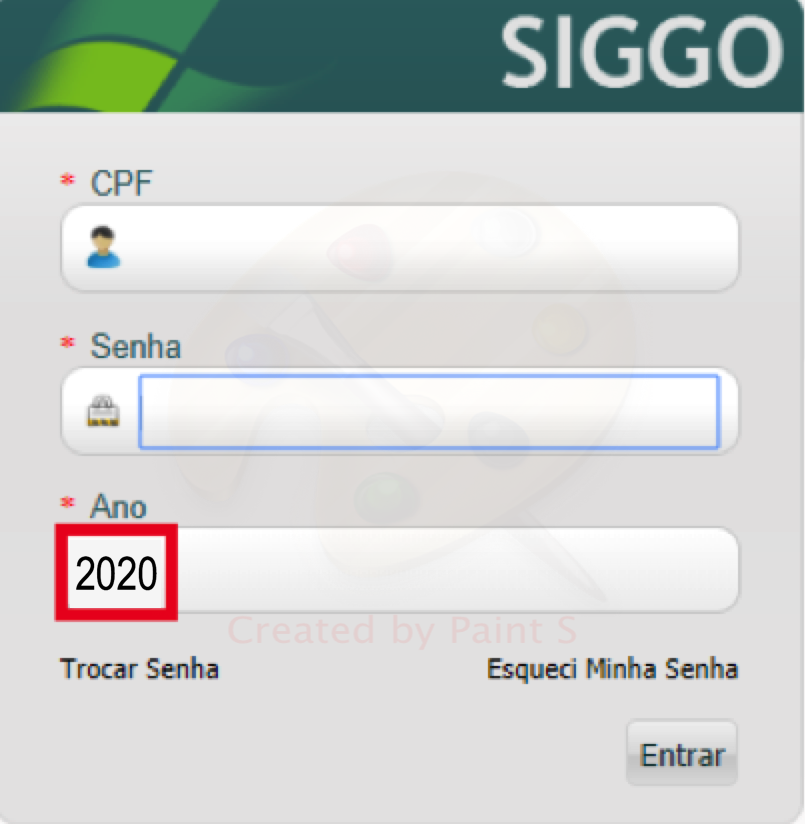 SIGGO
* CPF
* Senha
* Ano
2020
Created by Paint S
Trocar Senha
Esqueci Minha Senha
Entrar